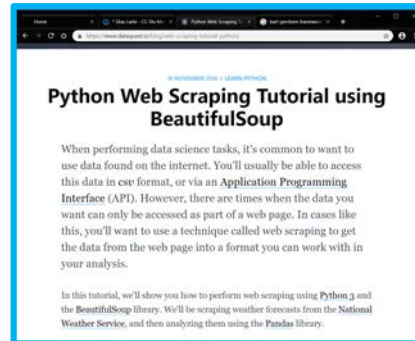 Home
Python Web Scraping T
https://www.dataquest.io/blog/web-scraping-tutorial-python/
16 NOVEMBER 2016 / LEARN PYTHON
Python Web Scraping Tutorial using
BeautifulSoup
When performing data science tasks, it's common to want to
use data found on the internet. You'll usually be able to access
this data in csv format, or via an Application Programming
Interface (API). However, there are times when the data you
want can only be accessed as part of a web page. In cases like
this, you'll want to use a technique called web scraping to get
the data from the web page into a format you can work with in
your analysis.
In this tutorial, we'll show you how to perform web scraping using Python 3 and
the BeautifulSoup library. We'll be scraping weather forecasts from the National
Weather Service, and then analyzing them using the Pandas library.